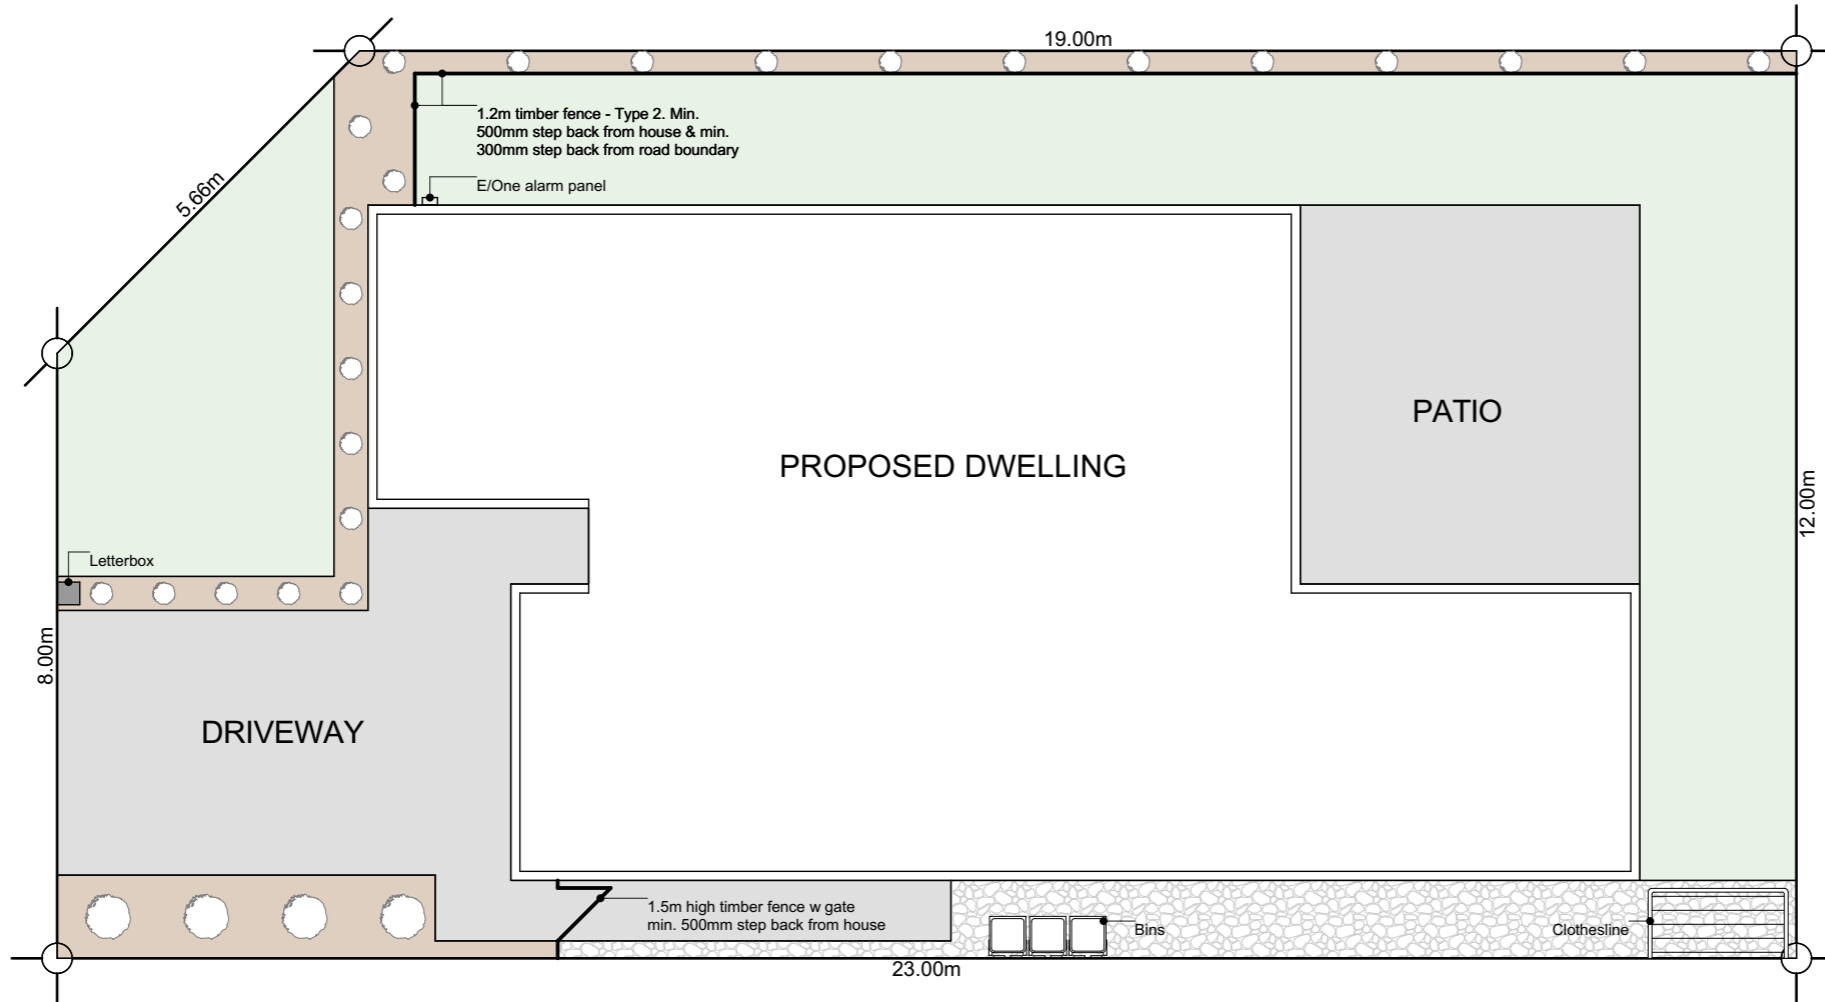 19.00m
1.2m timber fence - Type 2. Min.
500mm step back from house & min.
300mm step back from road boundary
E/One alarm panel
5.66m
PATIO
PROPOSED DWELLING
12.00m
Letterbox
8.00m
DRIVEWAY
1.5m high timber fence w gate
min. 500mm step back from house
Bins
Clothesline
23.00m